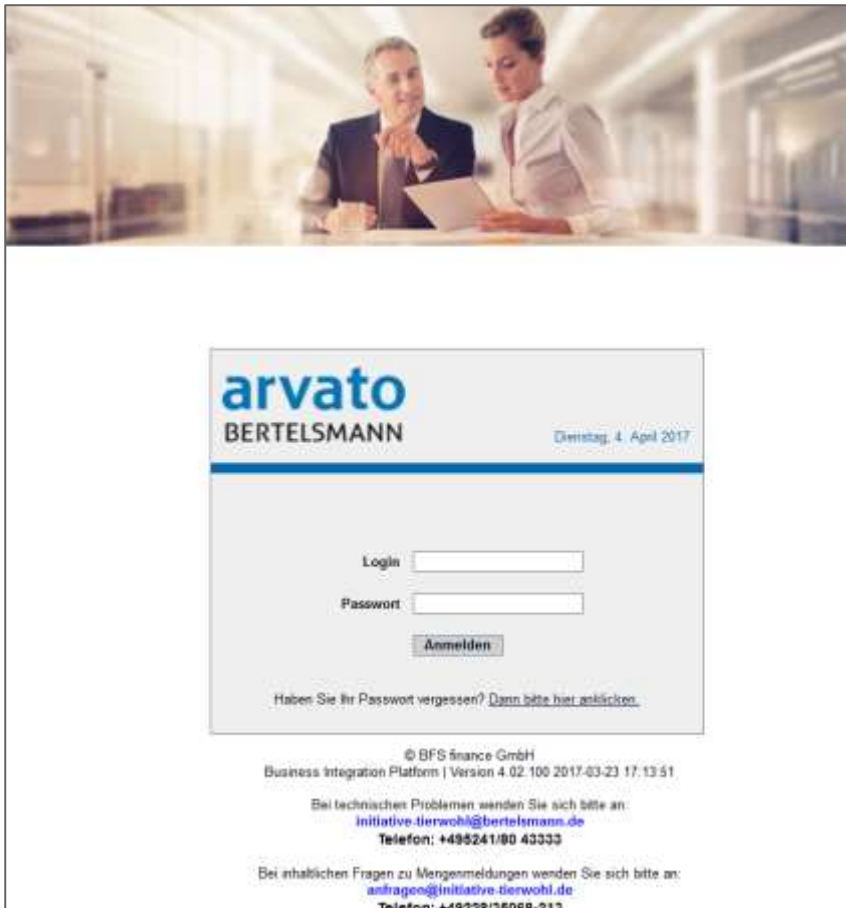 arvato
BERTELSMANN
Dienstag, 4. April 2017
Login
Passwort
Anmelden
Haben Sie Ihr Passwort vergessen? Dann bitte hier anklicken.
© BFS finance GmbH
Business Integration Platform | Version 4.02.100 2017-03-23 17:13:51
Bei technischen Problemen wenden Sie sich bitte an:
initiative-tierwohl@bertelsmann.de
Telefon: +495241/80 43333
Bei inhaltlichen Fragen zu Mengenmeldungen wenden Sie sich bitte an:
anfragen@initiative-tierwohl.de
Telefon: